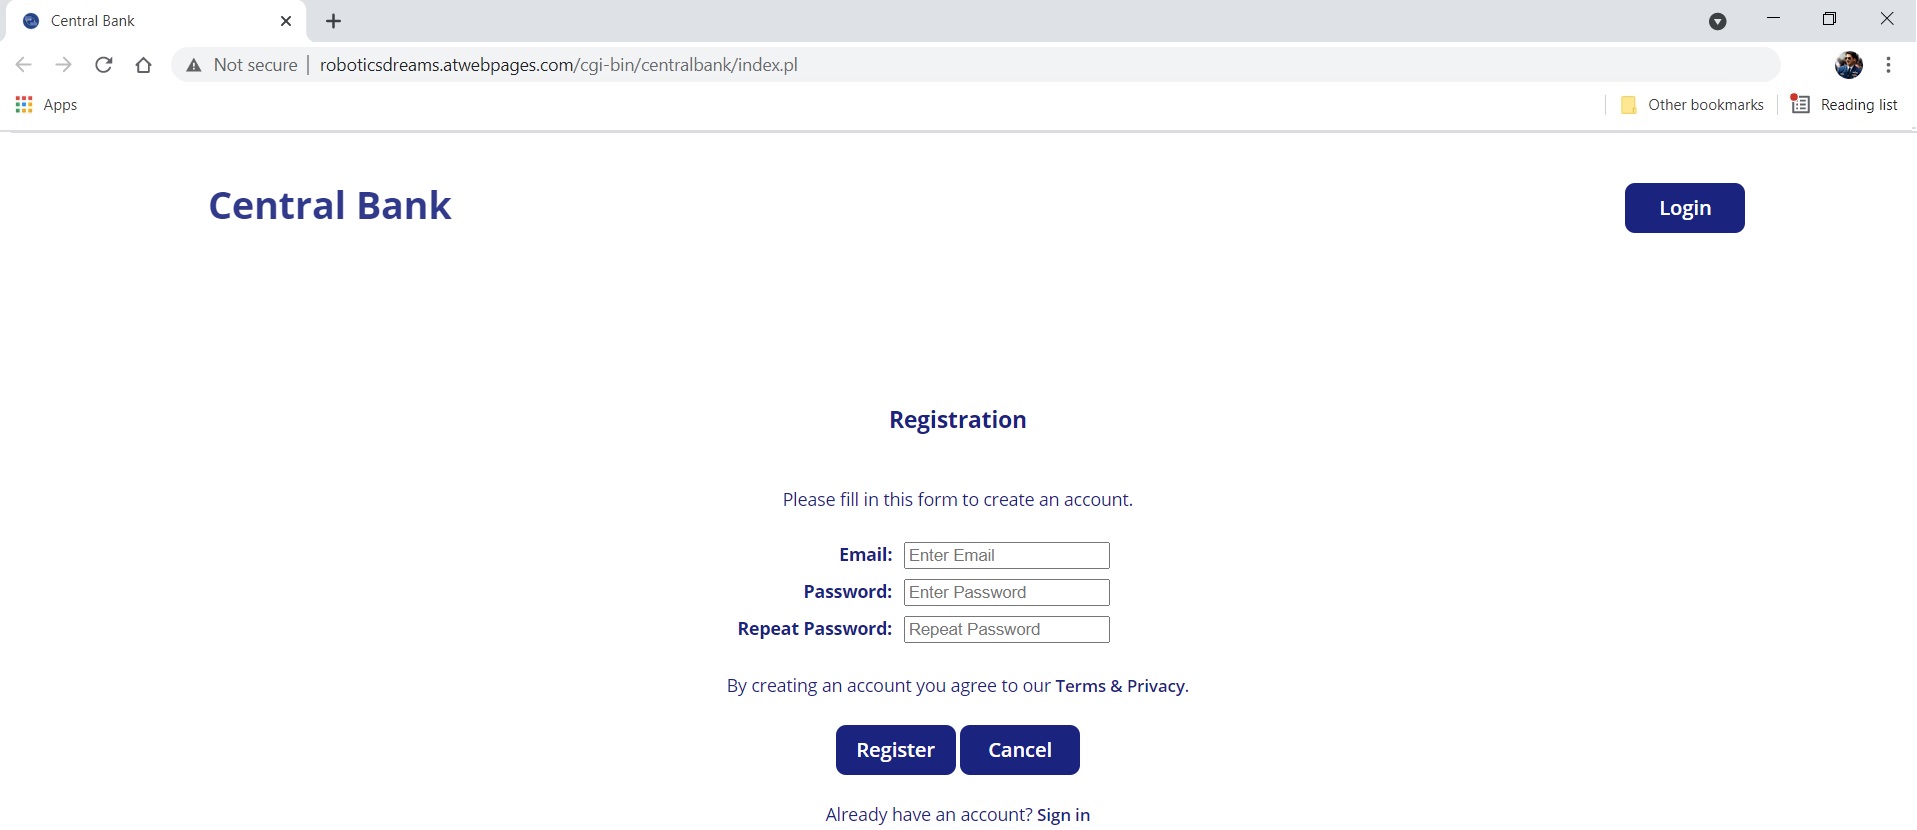 Central Bank
Not secure | roboticsdreams.atwebpages.com/cgi-bin/centralbank/index.pl
Apps
Other bookmarks
Reading list
Central Bank
Login
Registration
Please fill in this form to create an account.
Email: Enter Email
Password: Enter Password
Repeat Password: Repeat Password
By creating an account you agree to our Terms & Privacy.
Register Cancel
Already have an account? Sign in